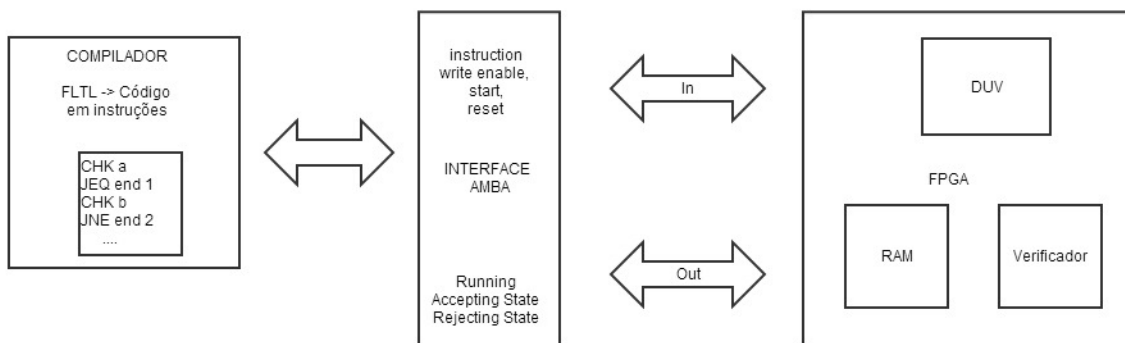 COMPILADOR
FLTL -> Código
em instruções
CHK a
JEQ end 1
CHK b
JNE end 2
....
instruction
write enable,
start,
reset
INTERFACE
AMBA
Running
Accepting State
Rejecting State
In
Out
DUV
FPGA
RAM
Verificador